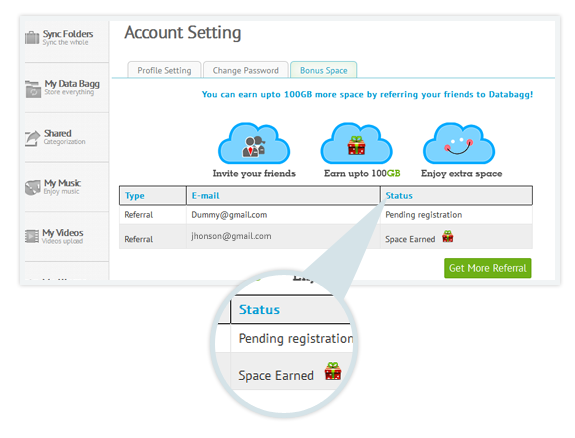 Account Setting
Sync Folders
Sync the whole
My Data Bagg
Store everything
Shared
Categorization
My Music
Enjoy music
My Videos
Videos upload
Profile Setting
Change Password
Bonus Space
You can earn upto 100GB more space by referring your friends to Databagg!
Invite your friends
Earn upto 100GB
Enjoy extra space
Type E-mail Status
Referral Dummy@gmail.com Pending registration
Referral jhonson@gmail.com Space Earned
Get More Referral
Status
Pending registration
Space Earned